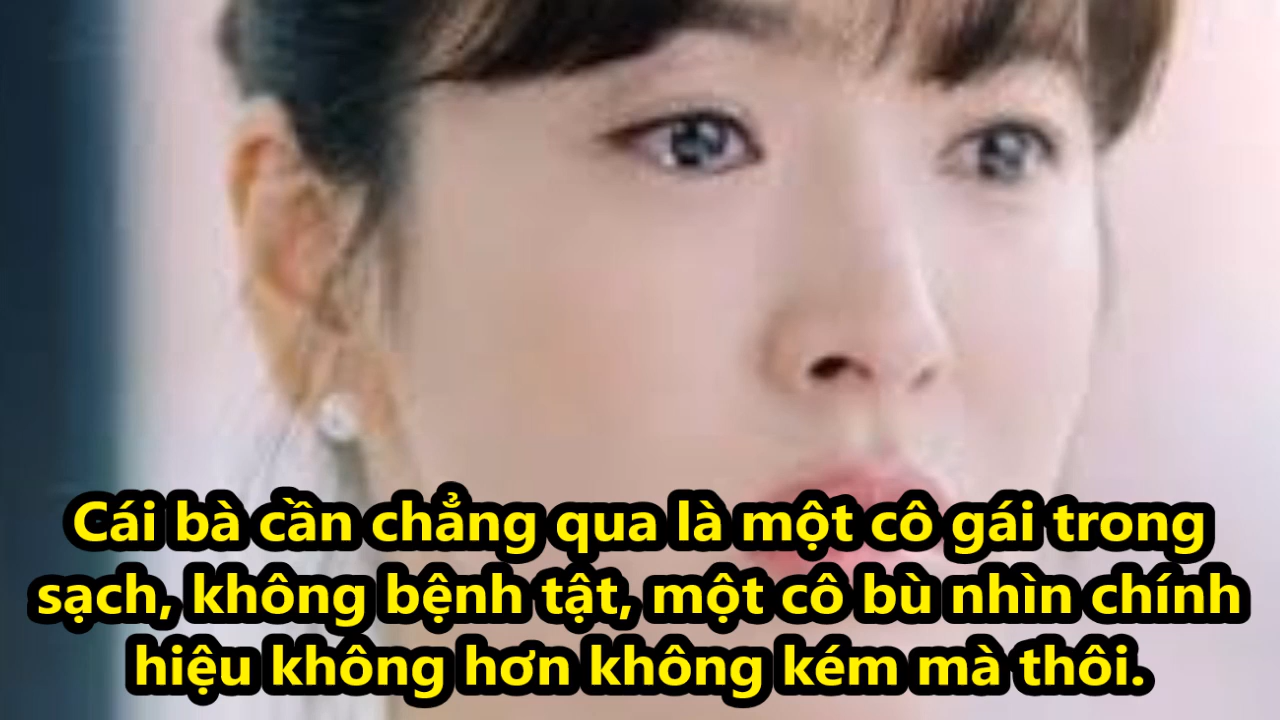 Cái bà cần chẳng qua là một cô gái trong
sạch, không bệnh tật, một cô bù nhìn chính
hiệu không hơn không kém mà thôi.